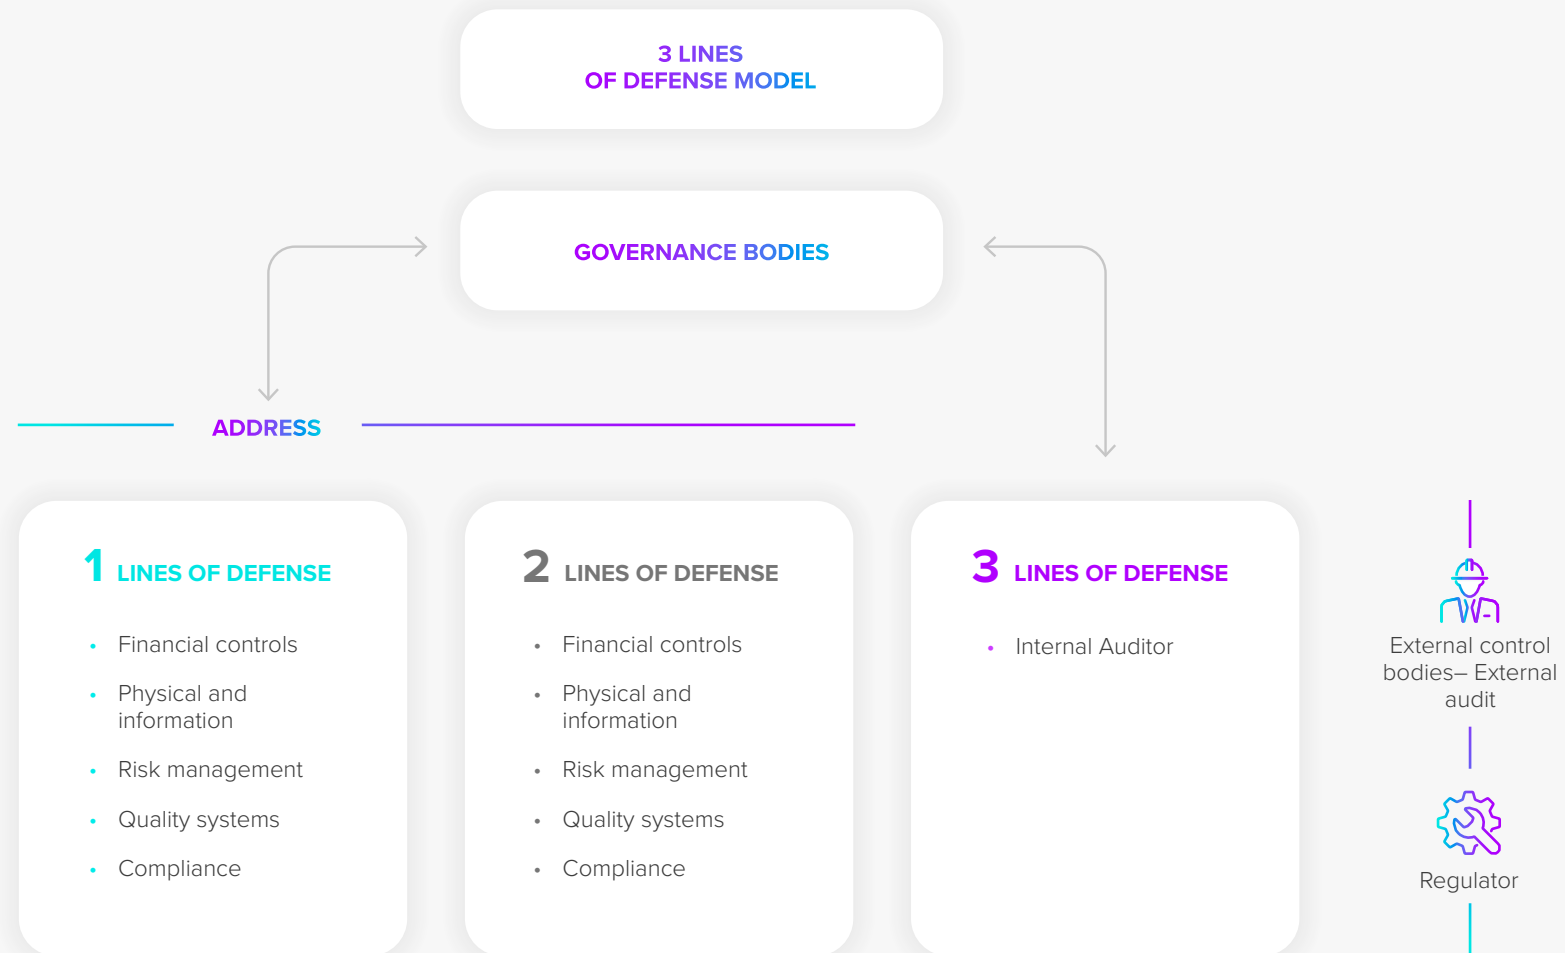 3 LINES
OF DEFENSE MODEL
GOVERNANCE BODIES
ADDRESS
1 LINES OF DEFENSE
• Financial controls
• Physical and
information
• Risk management
• Quality systems
• Compliance
2 LINES OF DEFENSE
• Financial controls
• Physical and
information
• Risk management
• Quality systems
• Compliance
3 LINES OF DEFENSE
• Internal Auditor
External control
bodies– External
audit
Regulator